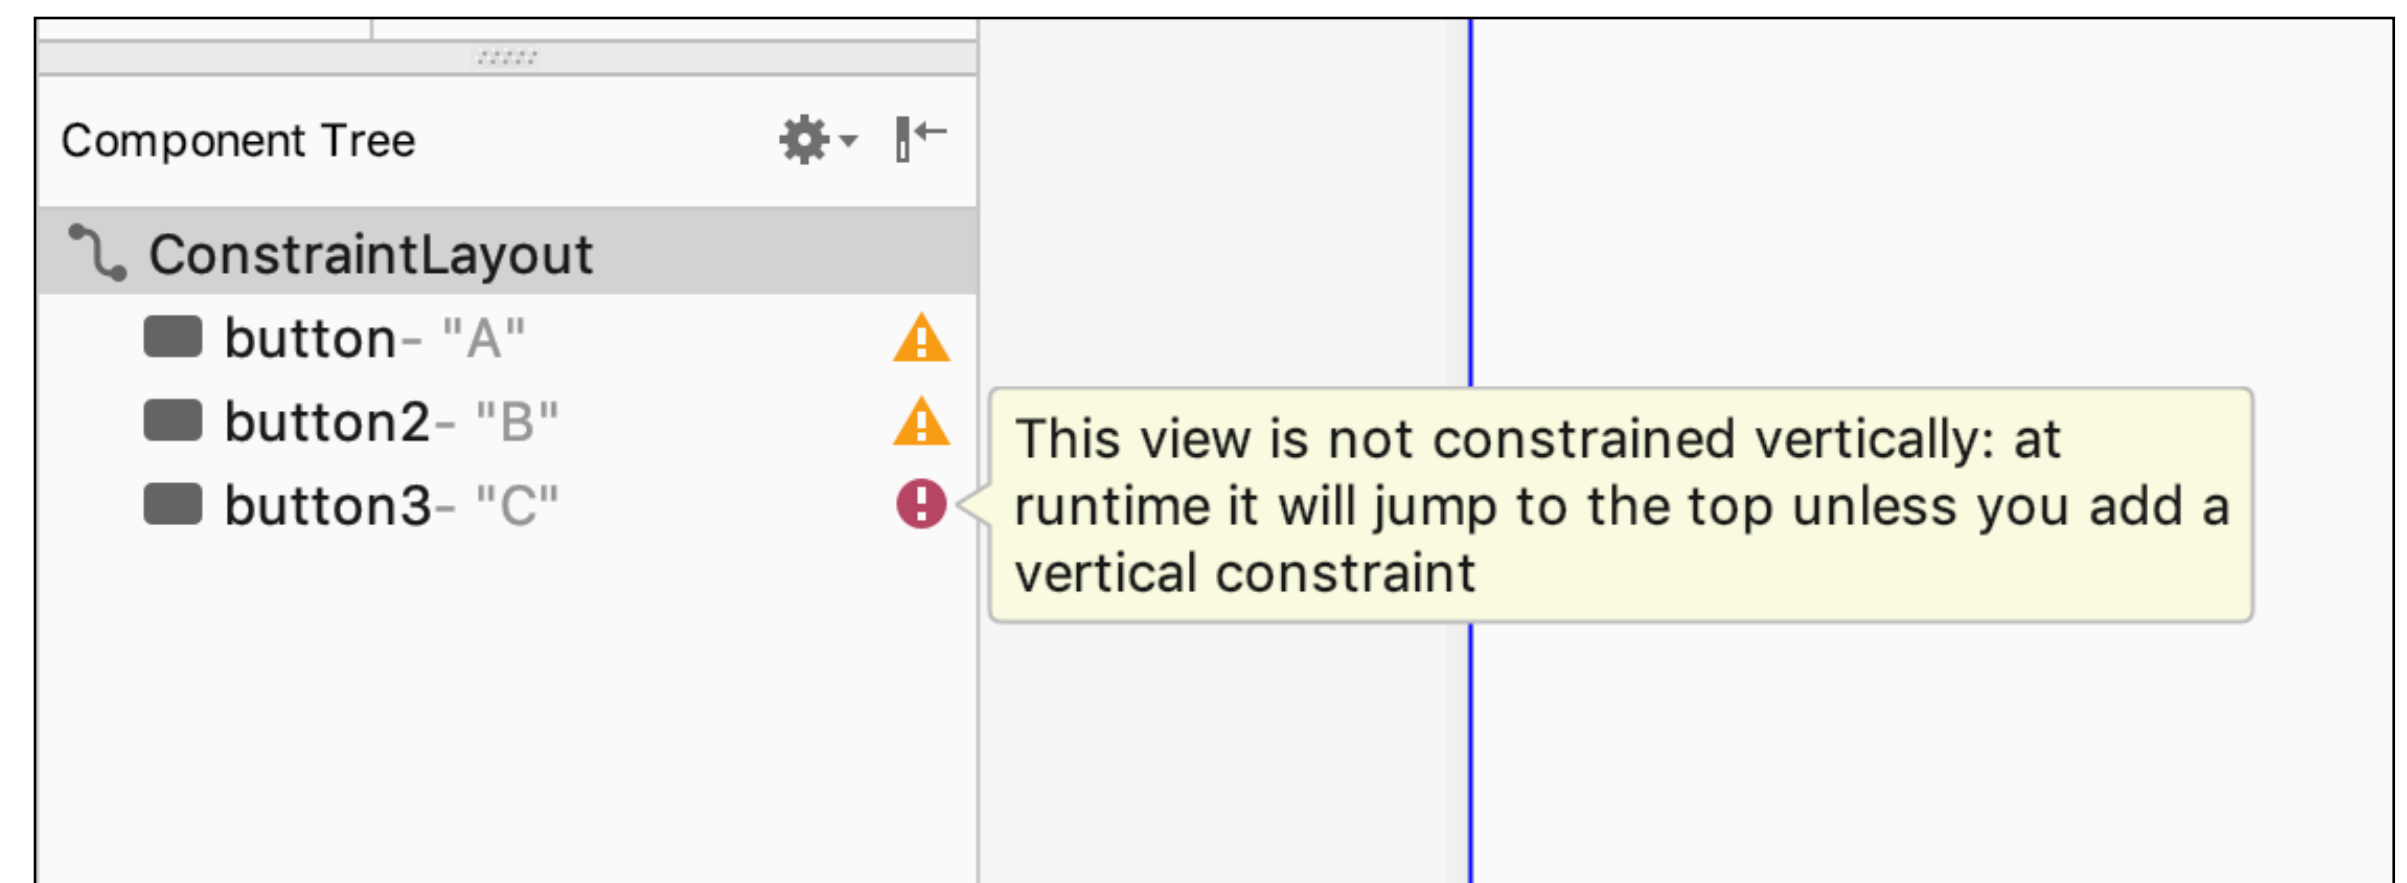 Component Tree
ConstraintLayout
button- "A"
button2- "B"
button3- "C"
This view is not constrained vertically: at
runtime it will jump to the top unless you add a
vertical constraint